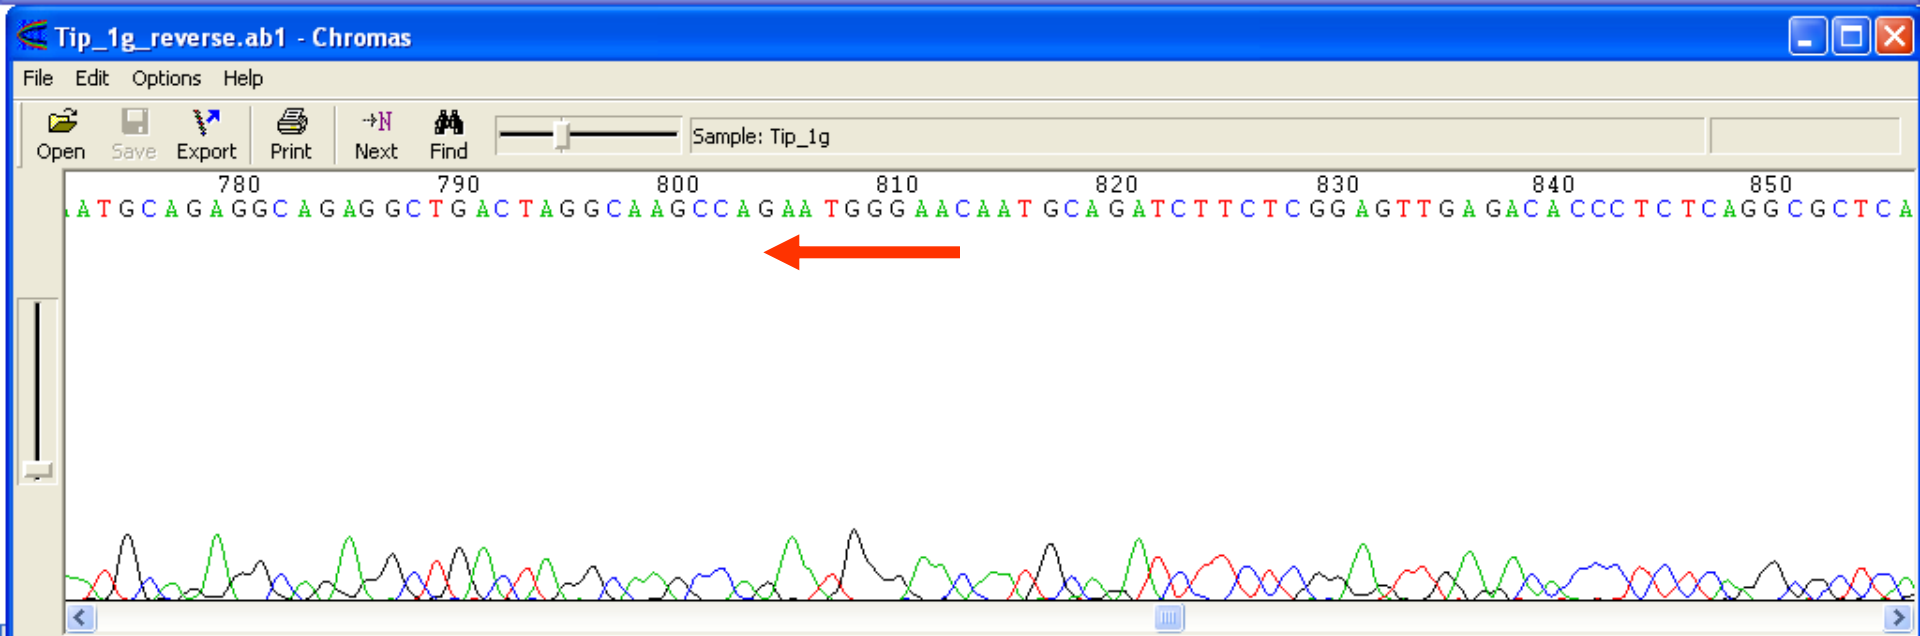 Tip_1g_reverse.ab1 - Chromas
File Edit Options Help
Open Save Export Print →N Next Find Sample: Tip_1g
780 790 800 810 820 830 840 850
A T G C A G A G G C A G A G G C T G A C T A G G C A A G C C A G A A T G G G A A C A A T G C A G A T C T T C T C G G A G T T G A G A C A C C C T C T C A G G C G C T C A